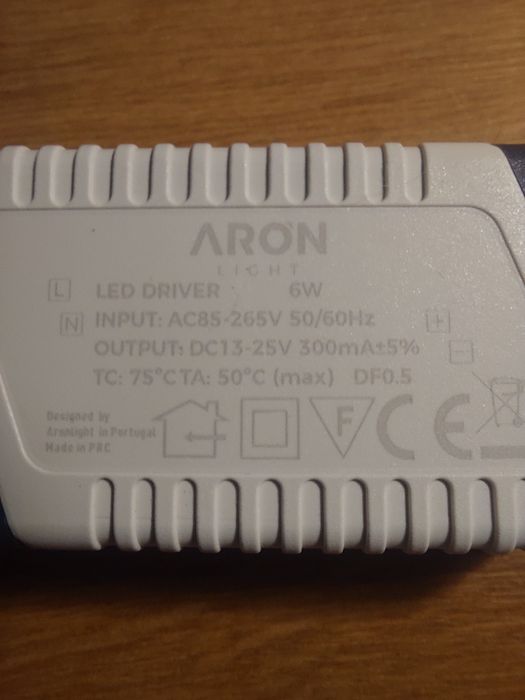 ARON
LIGHT
L LED DRIVER 6W
N INPUT: AC85-265V 50/60Hz +
OUTPUT: DC13-25V 300mA±5% -
TC: 75°C TA: 50°C (max) DF0.5
Designed by
Aronlight in Portugal
Made in PRC
F CE